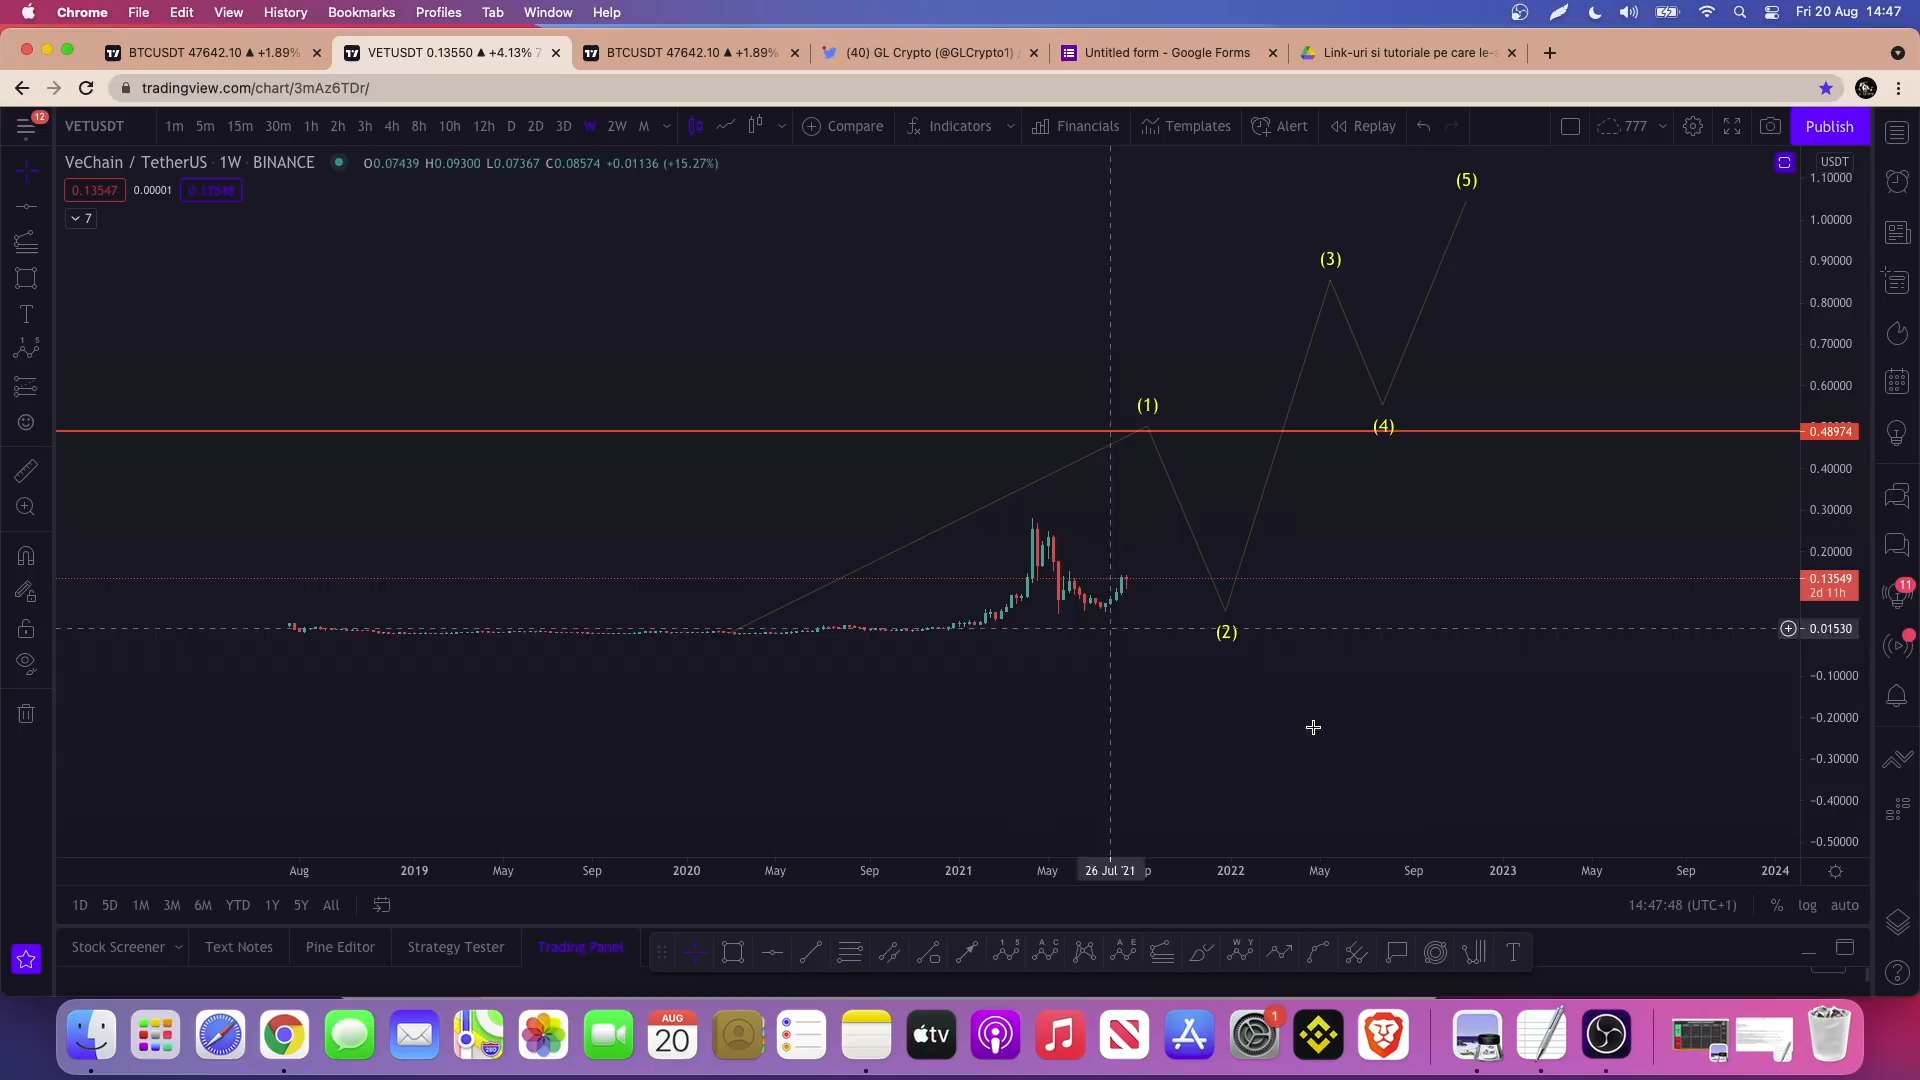 Chrome File Edit View History Bookmarks Profiles Tab Window Help Fri 20 Aug 14:47
BTCUSDT 47642.10 ▲ +1.89% VETUSDT 0.13550 ▲ +4.13% 7 BTCUSDT 47642.10 ▲ +1.89% (40) GL Crypto (@GLCrypto1) / Untitled form - Google Forms Link-uri si tutoriale pe care le-a
tradingview.com/chart/3mAz6TDr/
12
VETUSDT 1m 5m 15m 30m 1h 2h 3h 4h 8h 10h 12h D 2D 3D W 2W M Compare Indicators Financials Templates Alert Replay 777 Publish
VeChain / TetherUS · 1W · BINANCE O0.07439 H0.09300 L0.07367 C0.08574 +0.01136 (+15.27%) USDT
0.13547 0.00001 0.13548
7
(5)
(3)
(1)
(4)
(2)
1.10000
1.00000
0.90000
0.80000
0.70000
0.60000
0.48974
0.40000
0.30000
0.20000
0.13549
2d 11h
0.01530
−0.10000
−0.20000
−0.30000
−0.40000
−0.50000
11
Aug 2019 May Sep 2020 May Sep 2021 May 26 Jul '21 p 2022 May Sep 2023 May Sep 2024
1D 5D 1M 3M 6M YTD 1Y 5Y All 14:47:48 (UTC+1) % log auto
Stock Screener Text Notes Pine Editor Strategy Tester Trading Panel
AUG
20
280
tv
1